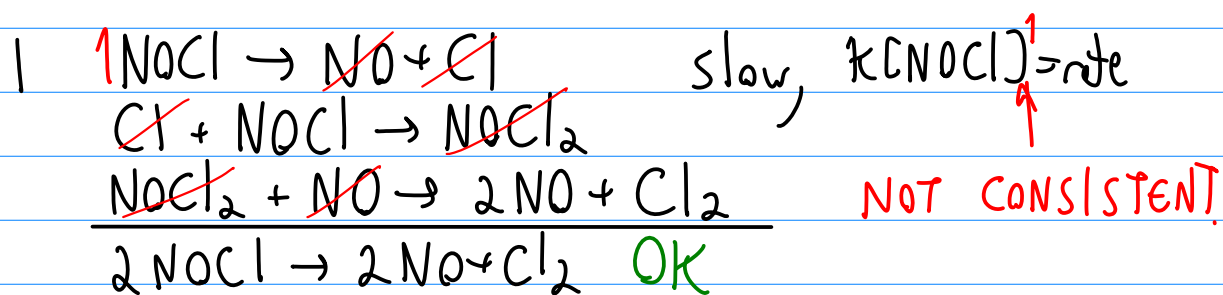 1 1NOCl → NO + Cl slow, k[NOCl]¹ = rate
Cl + NOCl → NOCl₂
NOCl₂ + NO → 2NO + Cl₂ NOT CONSISTENT
2NOCl → 2NO + Cl₂ OK